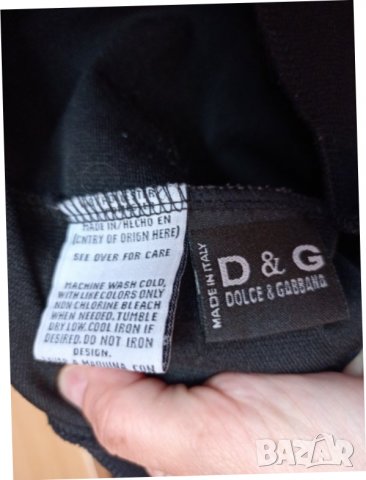 MADE IN/HECHO EN
(CNTRY OF ORIGN HERE)
SEE OVER FOR CARE
MACHINE WASH COLD,
WITH LIKE COLORS ONLY
NON CHLORINE BLEACH
WHEN NEEDED. TUMBLE
DRY LOW. COOL IRON IF
DESIRED. DO NOT IRON
DESIGN.
MAQUINA CON
MADE IN ITALY
D & G
DOLCE & GABBANA
BAZAR